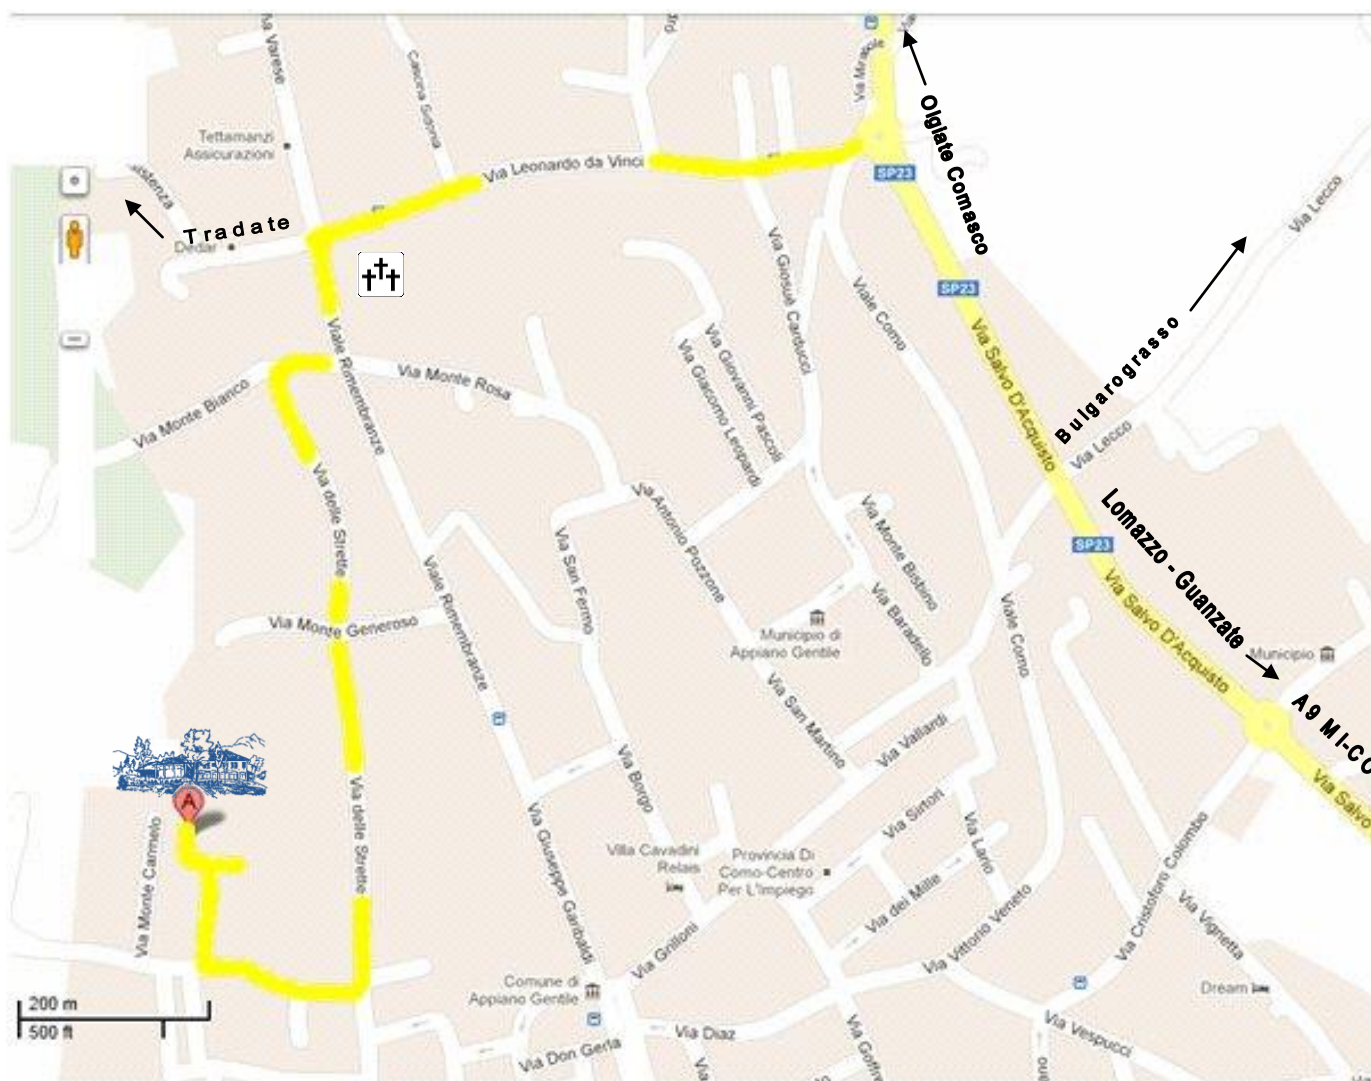 Via Varese
Cascina Sidonia
Via Mirabole
Olgiate Comasco
Tettamanzi
Assicurazioni
Via Leonardo da Vinci
SP23
Via Lecco
Tradate
Dedar
Via Giosuè Carducci
Viale Como
SP23
Via Salvo D'Acquisto
Bulgarograsso
Viale Rimembranze
Via Monte Rosa
Via Giovanni Pascoli
Via Giacomo Leopardi
Via Monte Bianco
Via Lecco
Via delle Strette
Via Antonio Pozzone
Via San Fermo
Via Monte Bisbino
SP23
Lomazzo - Guanzate
Via Salvo D'Acquisto
Viale Rimembranze
Via Baradello
Viale Como
Via Monte Generoso
Municipio di
Appiano Gentile
Municipio
A9 MI-CO
Via San Martino
Via Vallardi
Via Salvo
A
Via Borgo
Via delle Strette
Via Giuseppe Garibaldi
Via Sirtori
Via Lario
Via Monte Carmelo
Villa Cavadini
Relais
Provincia Di
Como-Centro
Per L'Impiego
Via Cristoforo Colombo
Via dei Mille
Via Vittorio Veneto
Via Vignetta
Via Grilloni
Comune di
Appiano Gentile
Dream
200 m
500 ft
Via Diaz
Via Don Gerla
Via
Via Goffr
Via Vespucci